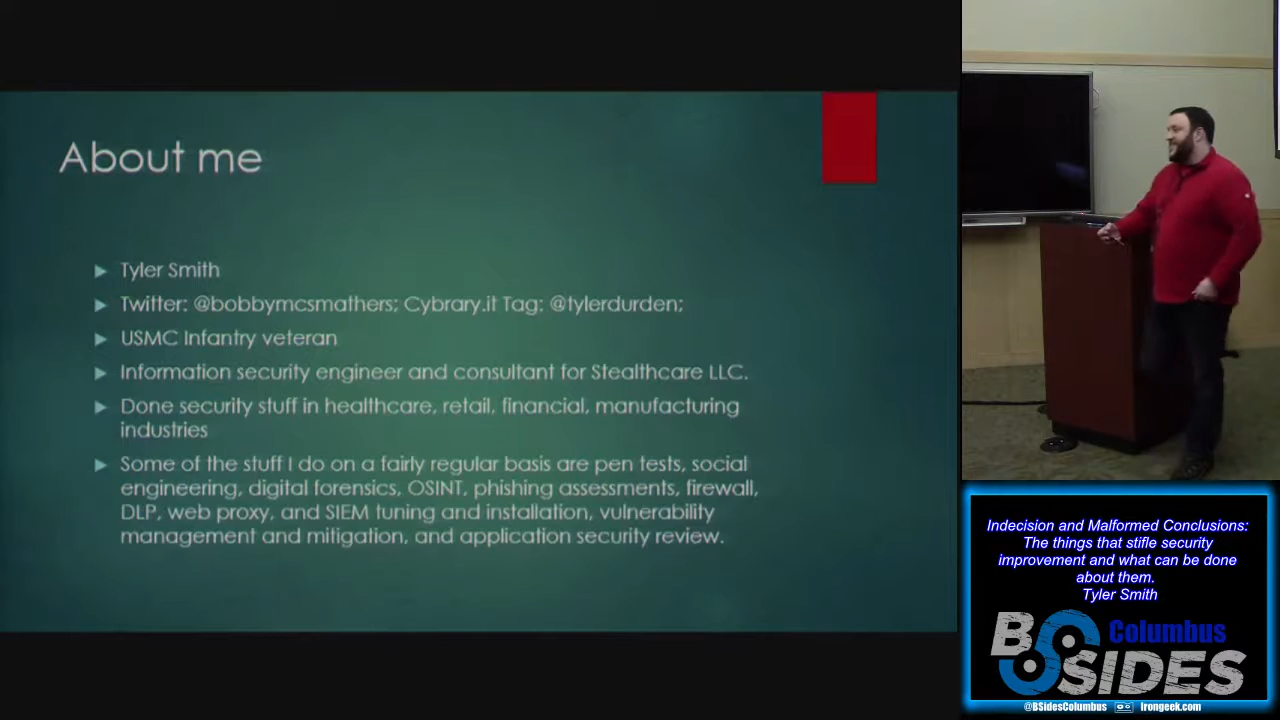 About me
Tyler Smith
Twitter: @bobbymcsmathers; Cybrary.it Tag: @tylerdurden;
USMC Infantry veteran
Information security engineer and consultant for Stealthcare LLC.
Done security stuff in healthcare, retail, financial, manufacturing
industries
Some of the stuff I do on a fairly regular basis are pen tests, social
engineering, digital forensics, OSINT, phishing assessments, firewall,
DLP, web proxy, and SIEM tuning and installation, vulnerability
management and mitigation, and application security review.
Indecision and Malformed Conclusions:
The things that stifle security
improvement and what can be done
about them.
Tyler Smith
BSIDES Columbus
@BSidesColumbus Irongeek.com